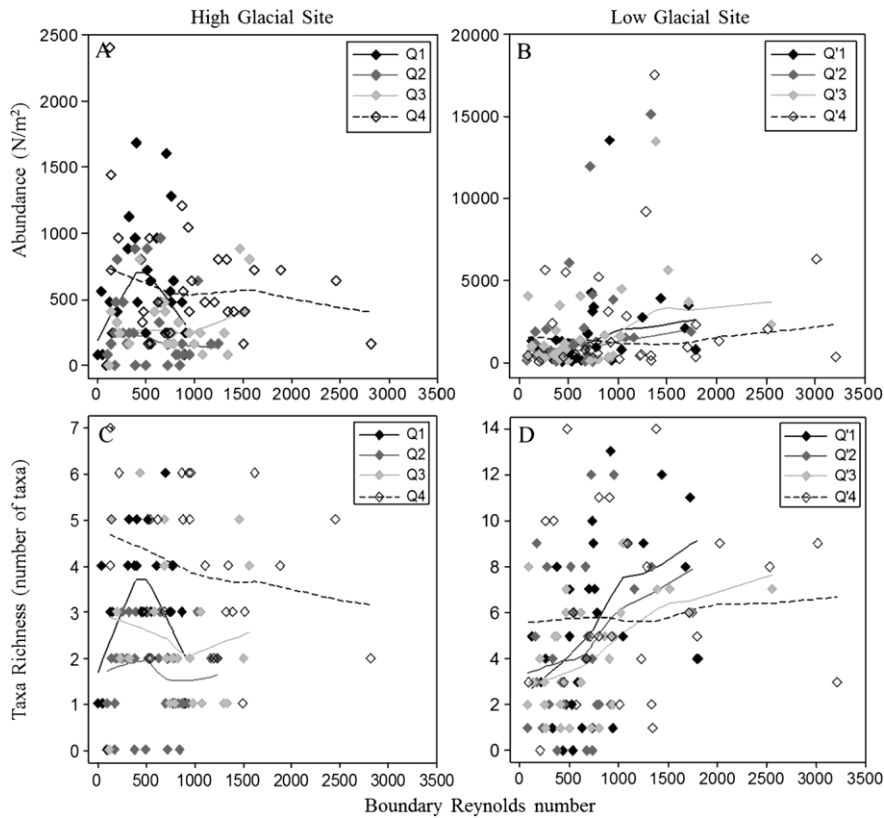 High Glacial Site
Low Glacial Site
Abundance (N/m²)
A
2500
2000
1500
1000
500
0
Q1
Q2
Q3
Q4
0 500 1000 1500 2000 2500 3000 3500
B
20000
15000
10000
5000
0
Q'1
Q'2
Q'3
Q'4
0 500 1000 1500 2000 2500 3000 3500
Taxa Richness (number of taxa)
C
7
6
5
4
3
2
1
0
Q1
Q2
Q3
Q4
0 500 1000 1500 2000 2500 3000 3500
D
14
12
10
8
6
4
2
0
Q'1
Q'2
Q'3
Q'4
0 500 1000 1500 2000 2500 3000 3500
Boundary Reynolds number